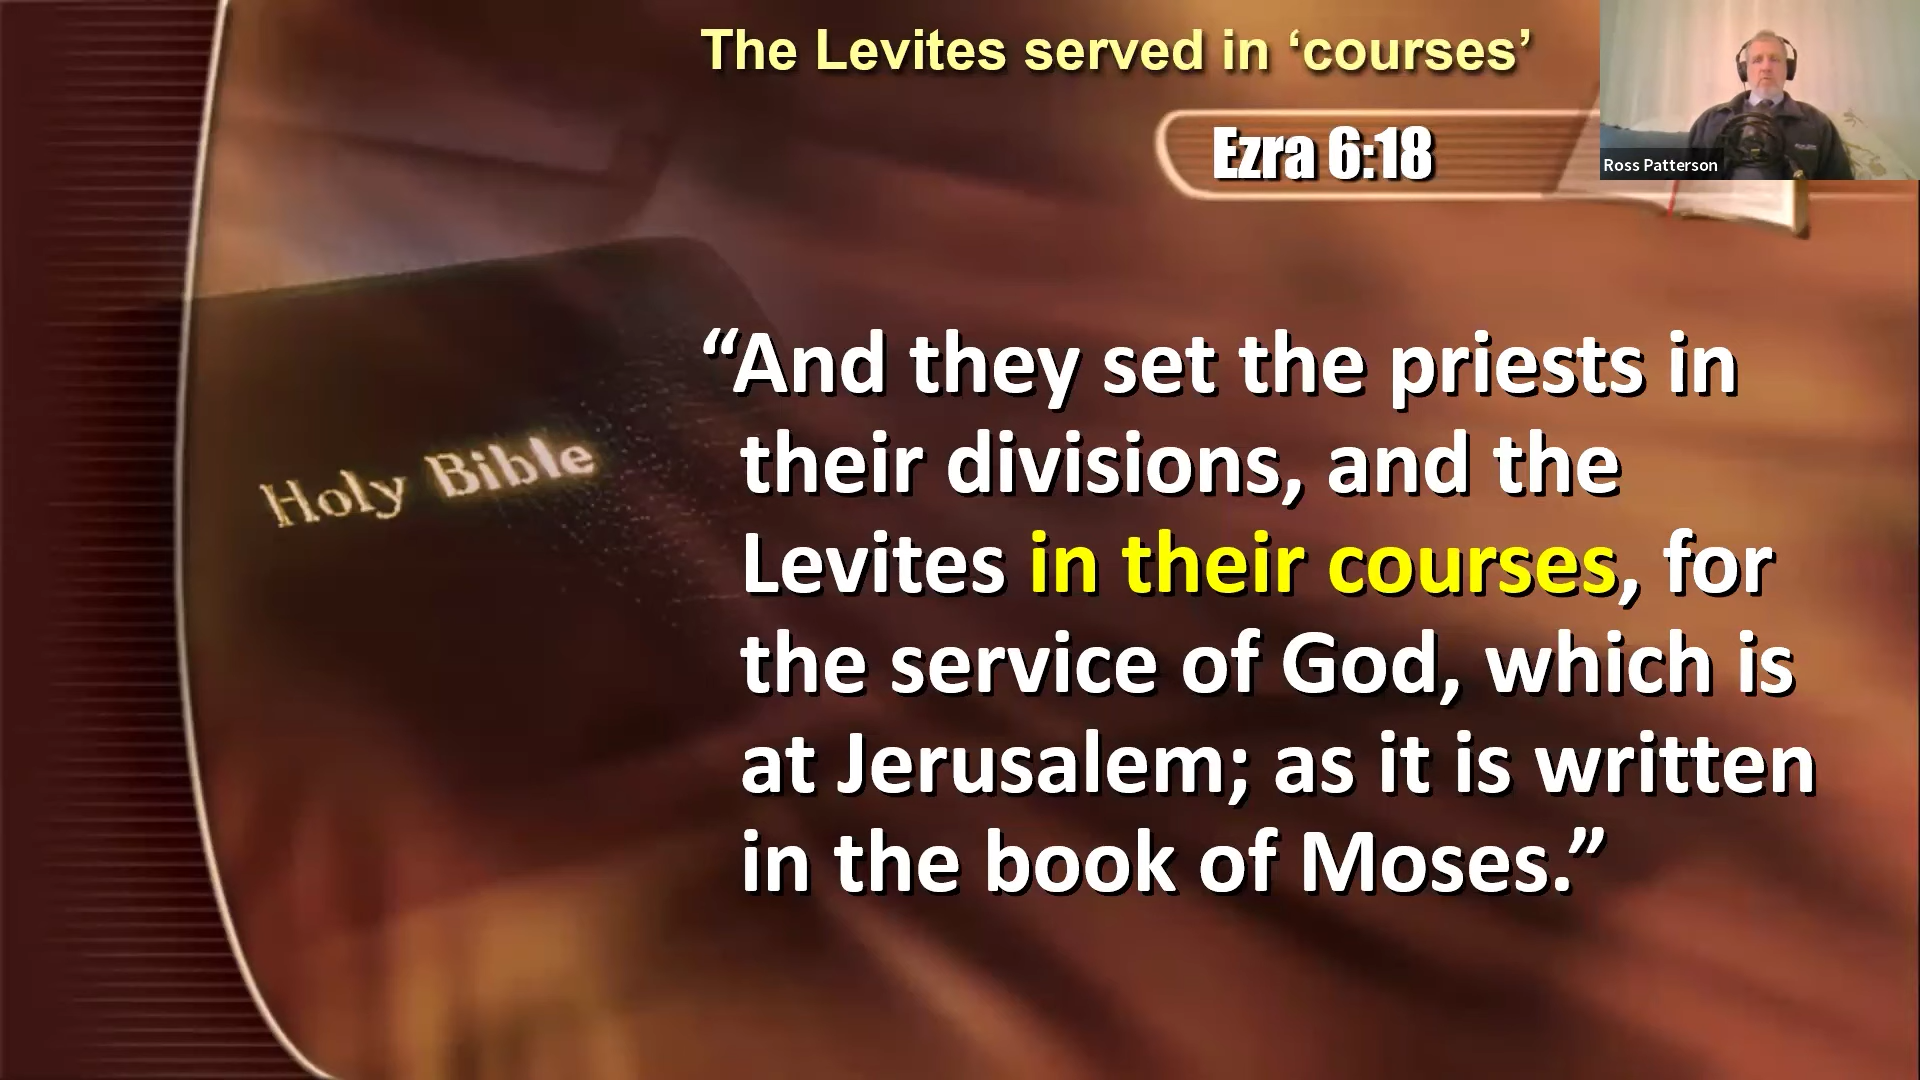 The Levites served in ‘courses’
Ezra 6:18
Ross Patterson
Holy Bible
“And they set the priests in
their divisions, and the
Levites in their courses, for
the service of God, which is
at Jerusalem; as it is written
in the book of Moses.”